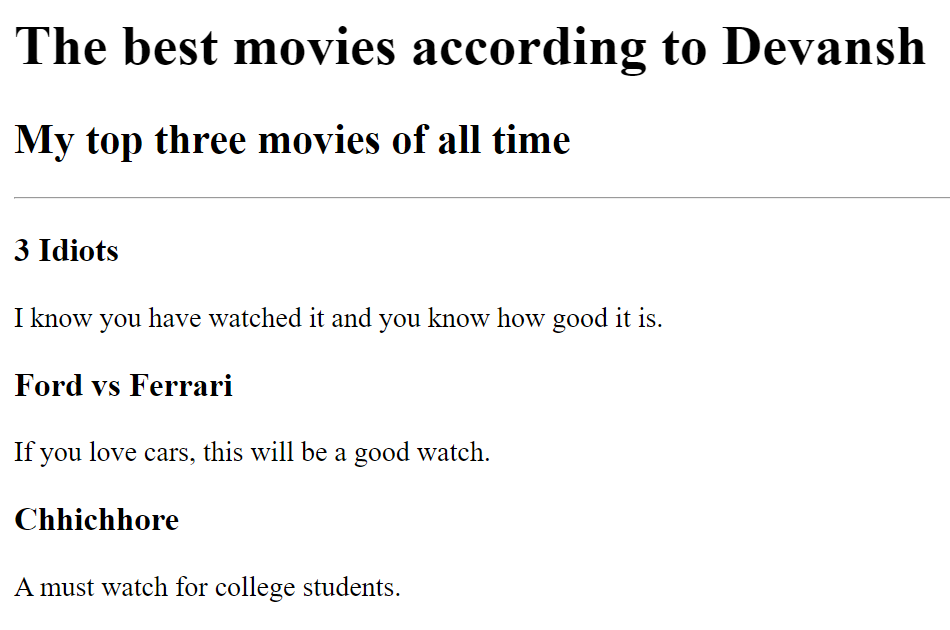 The best movies according to Devansh
My top three movies of all time
3 Idiots
I know you have watched it and you know how good it is.
Ford vs Ferrari
If you love cars, this will be a good watch.
Chhichhore
A must watch for college students.